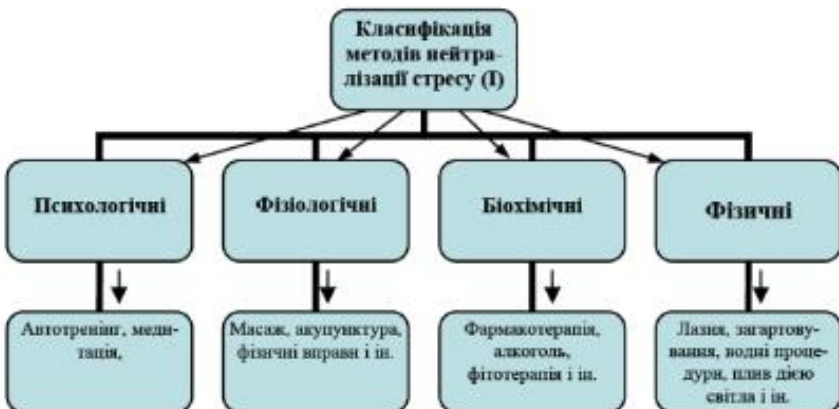 Класифікація
методів нейтра-
лізації стресу (I)
Психологічні
Фізіологічні
Біохімічні
Фізичні
Автотренінг, меди-
тація,
Масаж, акупунктура,
фізичні вправи і ін.
Фармакотерапія,
алкоголь,
фітотерапія і ін.
Лазня, загартову-
вання, водні проце-
дури, плив дією
світла і ін.